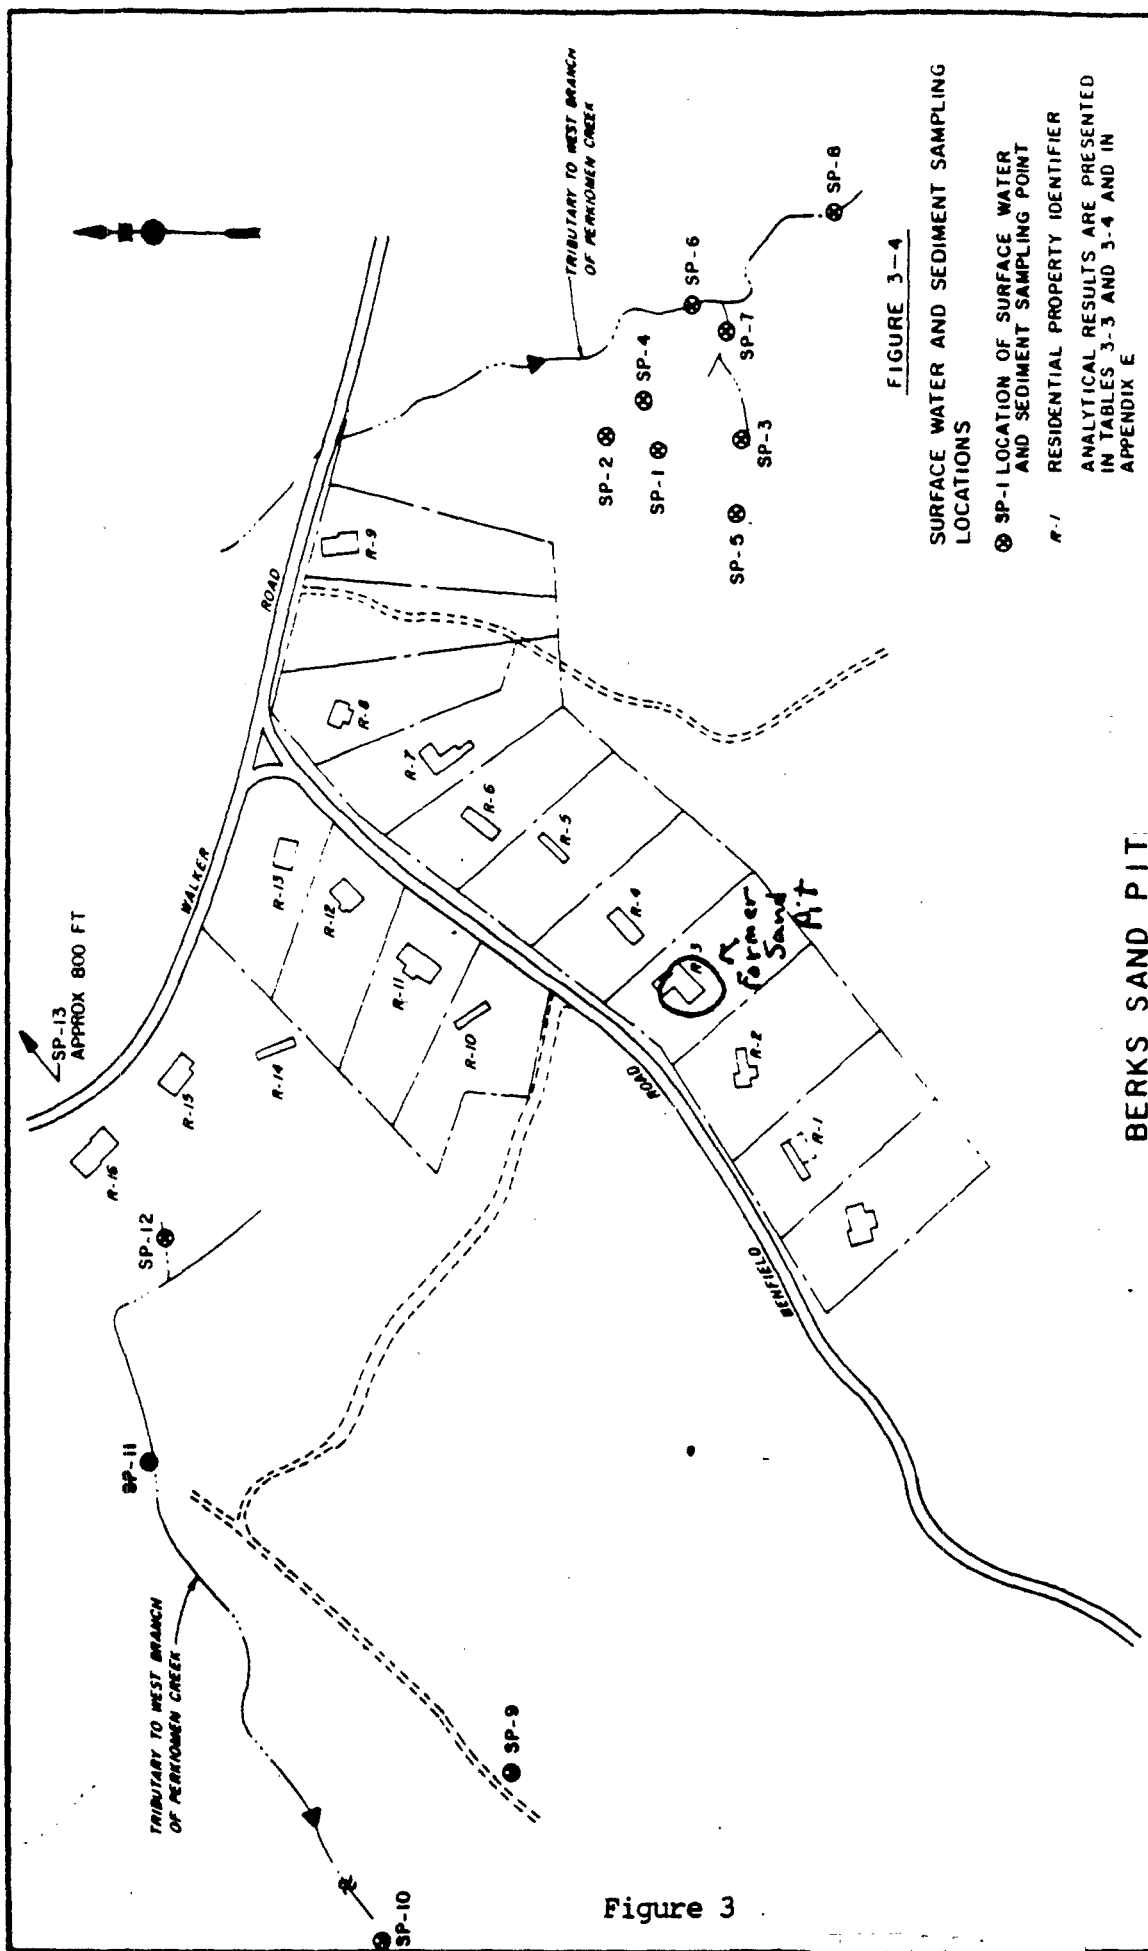 SP-13
APPROX 800 FT
WALKER
ROAD
R-16
R-15
R-14
R-13
R-12
R-11
R-10
R-9
R-8
R-7
R-6
R-5
R-4
R-3
former
Sand
Pit
R-2
R-1
ROAD
BENFIELD
SP-12
SP-11
TRIBUTARY TO WEST BRANCH
OF PERKIOMEN CREEK
SP-10
SP-9
TRIBUTARY TO WEST BRANCH
OF PERKIOMEN CREEK
SP-2
SP-4
SP-1
SP-6
SP-7
SP-3
SP-5
SP-8
FIGURE 3-4
SURFACE WATER AND SEDIMENT SAMPLING
LOCATIONS
SP-1 LOCATION OF SURFACE WATER
AND SEDIMENT SAMPLING POINT
R-1 RESIDENTIAL PROPERTY IDENTIFIER
ANALYTICAL RESULTS ARE PRESENTED
IN TABLES 3-3 AND 3-4 AND IN
APPENDIX E
BERKS SAND PIT
Figure 3